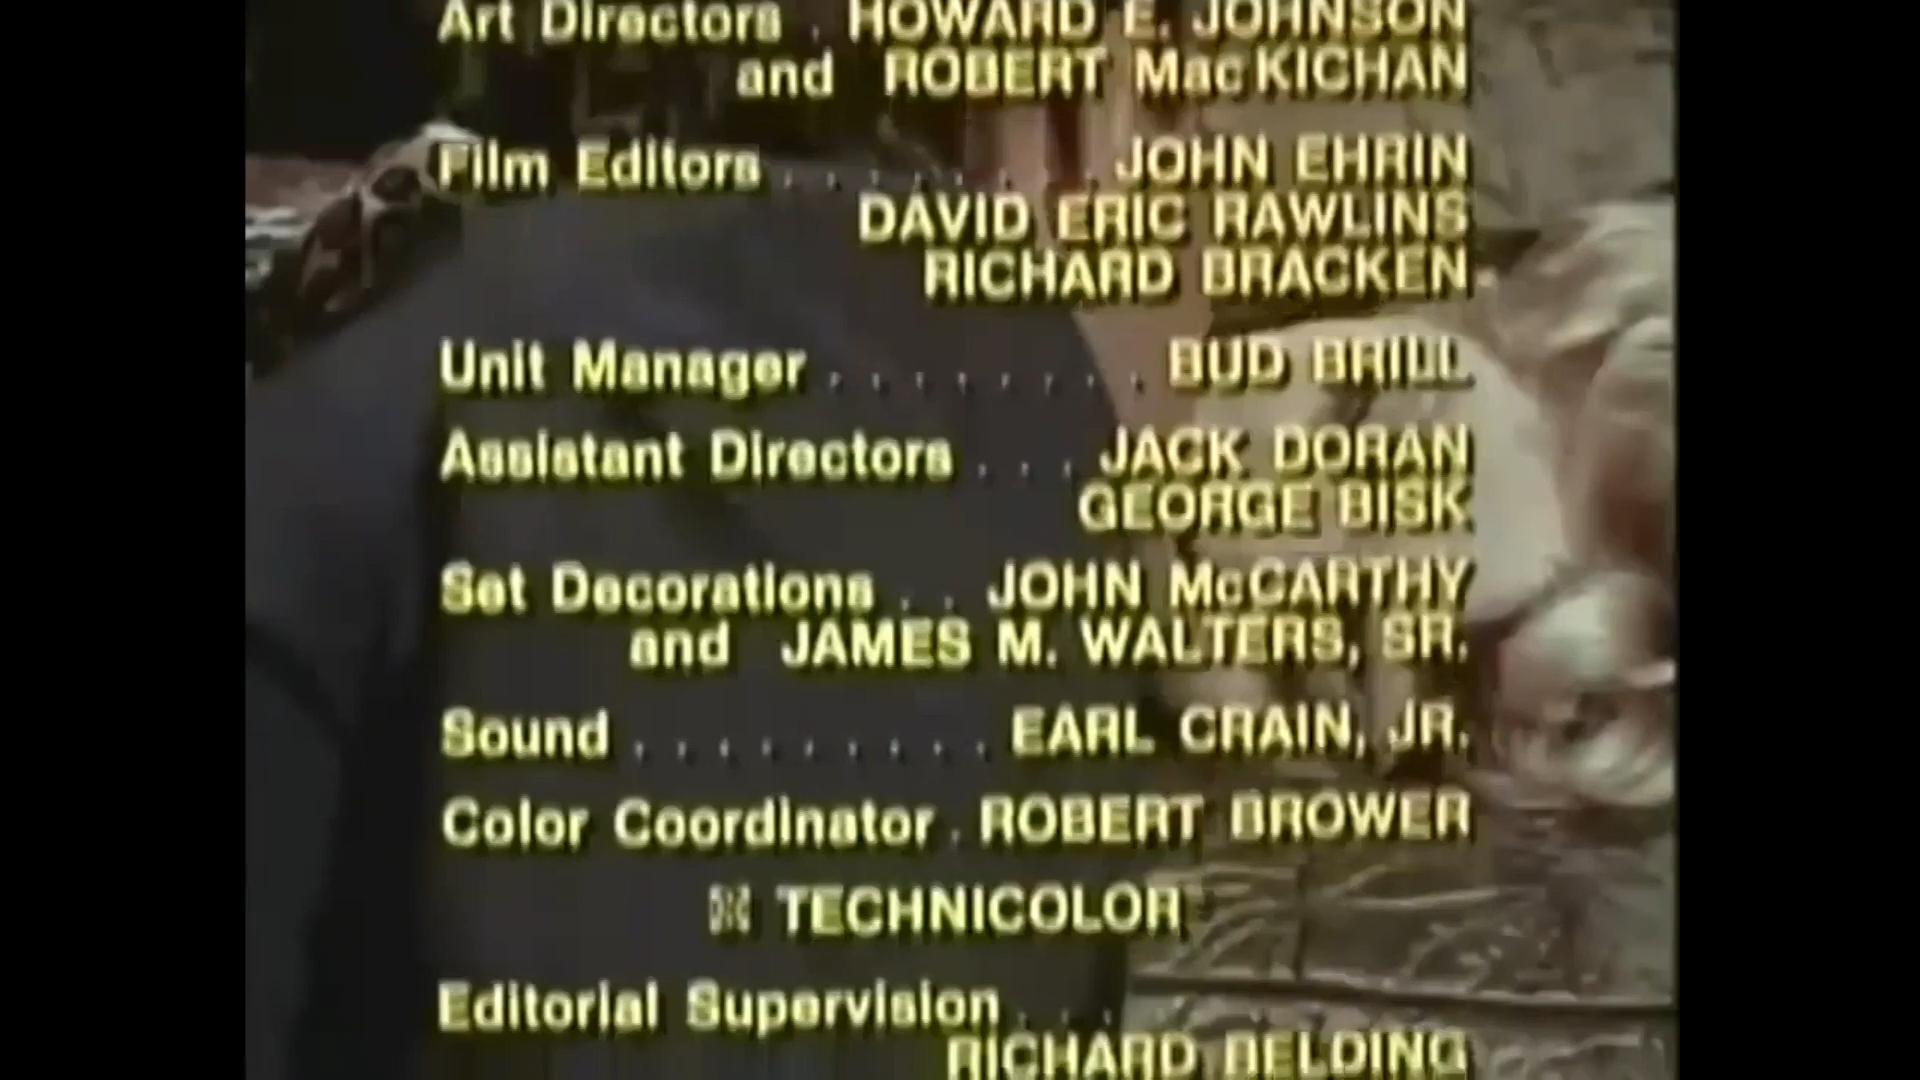 Art Directors . HOWARD E. JOHNSON
and ROBERT MacKICHAN
Film Editors . . . . . . . . JOHN EHRIN
DAVID ERIC RAWLINS
RICHARD BRACKEN
Unit Manager . . . . . . . . BUD BRILL
Assistant Directors . . . JACK DORAN
GEORGE BISK
Set Decorations . . JOHN McCARTHY
and JAMES M. WALTERS, SR.
Sound . . . . . . . . . EARL CRAIN, JR.
Color Coordinator . ROBERT BROWER
TECHNICOLOR
Editorial Supervision . . .
RICHARD BELDING